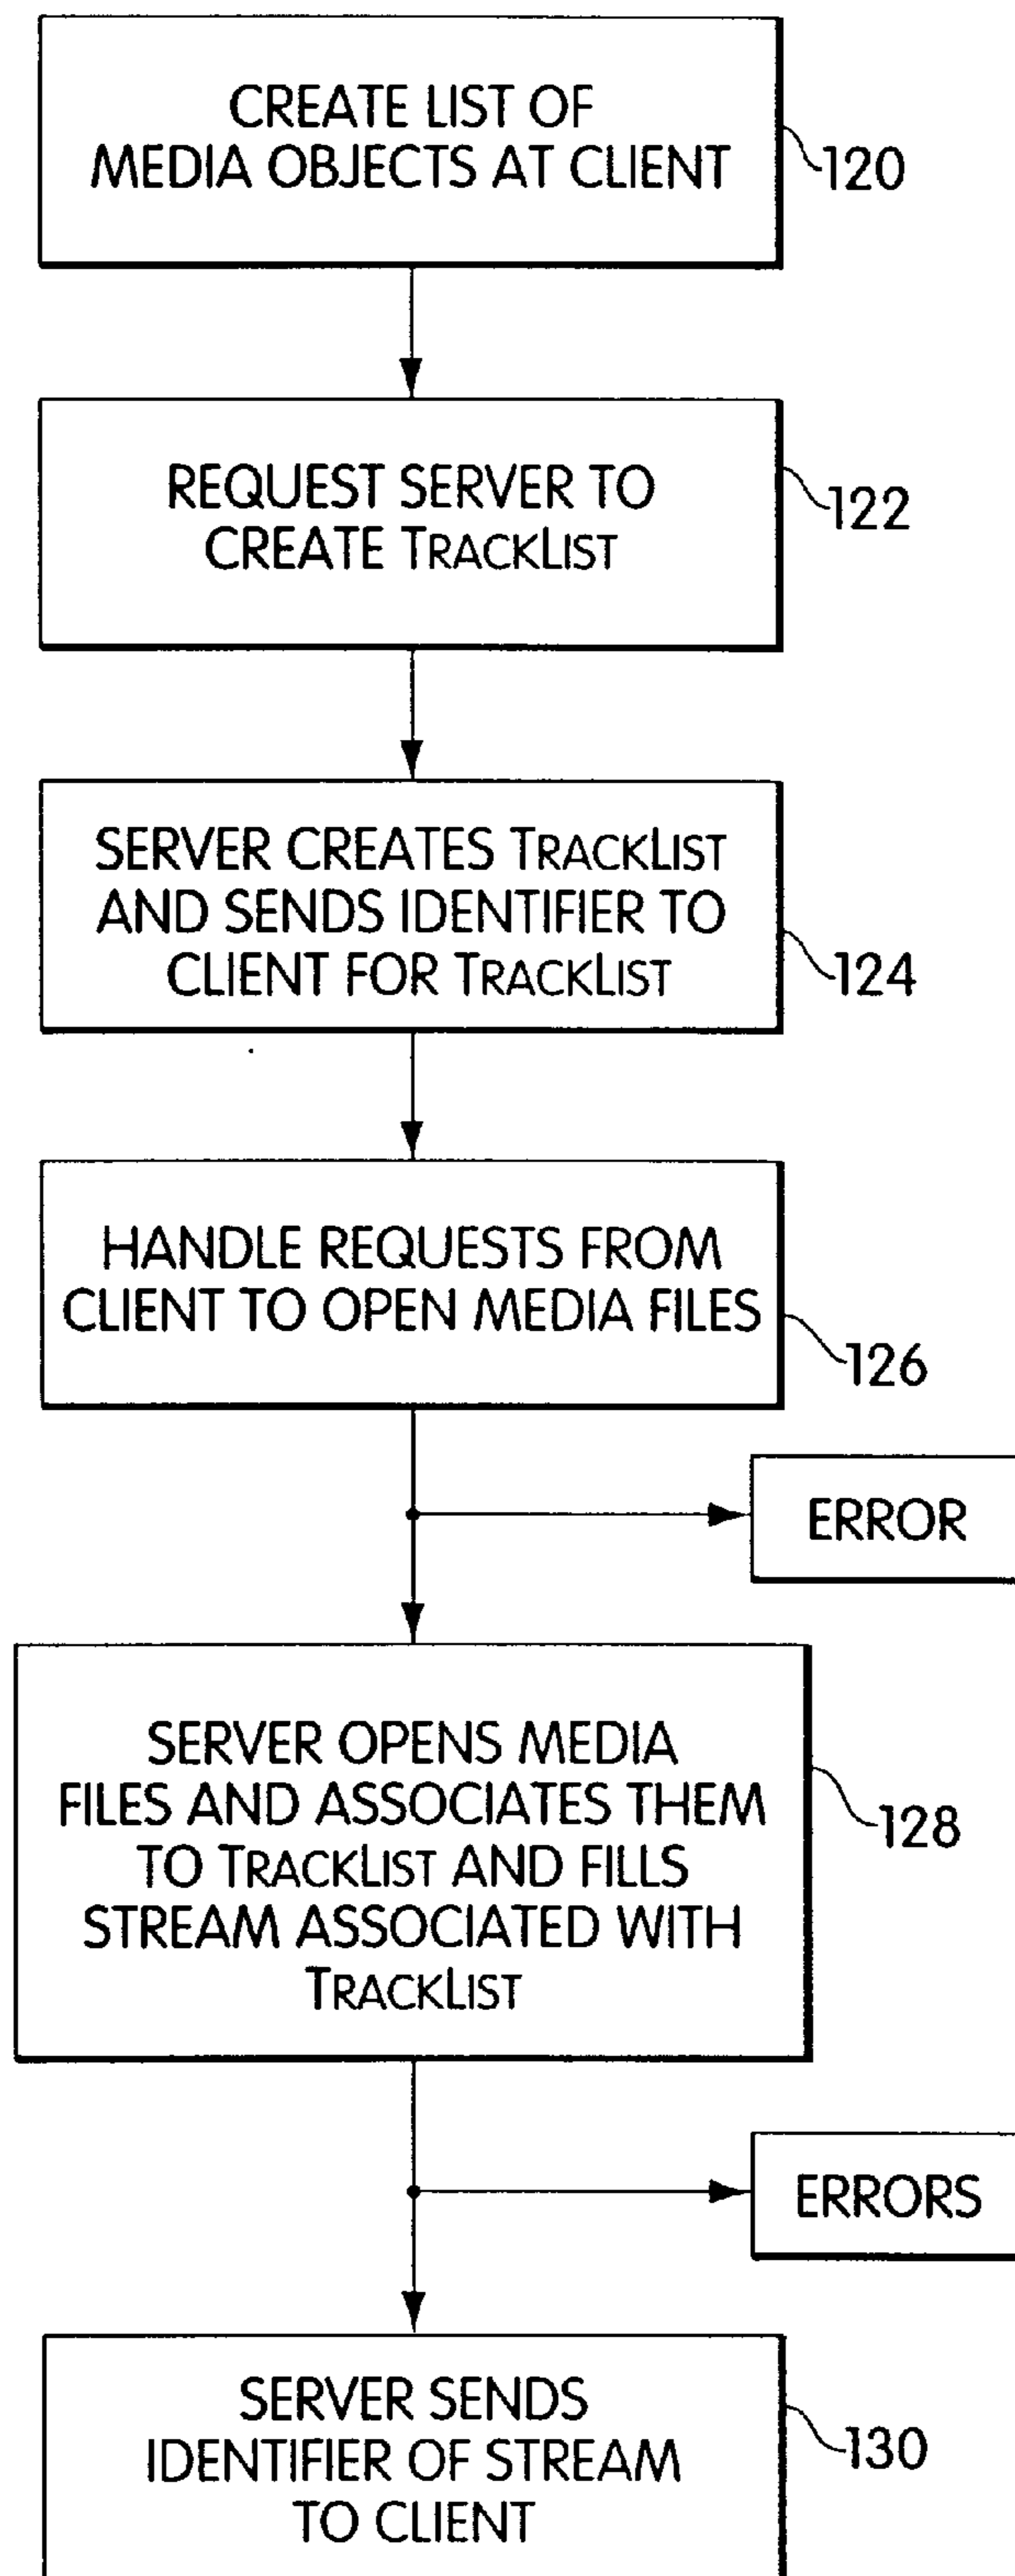 CREATE LIST OF
MEDIA OBJECTS AT CLIENT
120
REQUEST SERVER TO
CREATE TRACKLIST
122
SERVER CREATES TRACKLIST
AND SENDS IDENTIFIER TO
CLIENT FOR TRACKLIST
124
HANDLE REQUESTS FROM
CLIENT TO OPEN MEDIA FILES
126
ERROR
SERVER OPENS MEDIA
FILES AND ASSOCIATES THEM
TO TRACKLIST AND FILLS
STREAM ASSOCIATED WITH
TRACKLIST
128
ERRORS
SERVER SENDS
IDENTIFIER OF STREAM
TO CLIENT
130